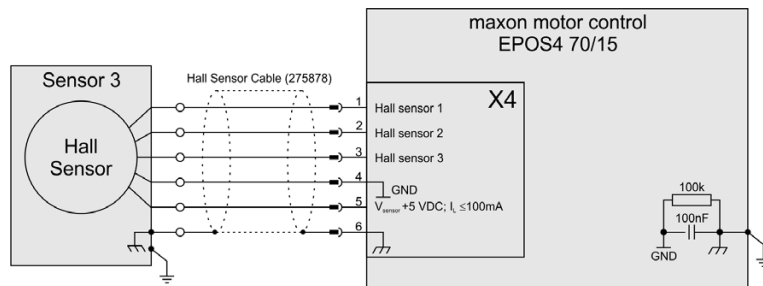 maxon motor control
EPOS4 70/15
Sensor 3
Hall Sensor Cable (275878)
X4
Hall
Sensor
1
Hall sensor 1
2
Hall sensor 2
3
Hall sensor 3
4
GND
5
Vsensor +5 VDC; IL ≤100mA
6
100k
100nF
GND